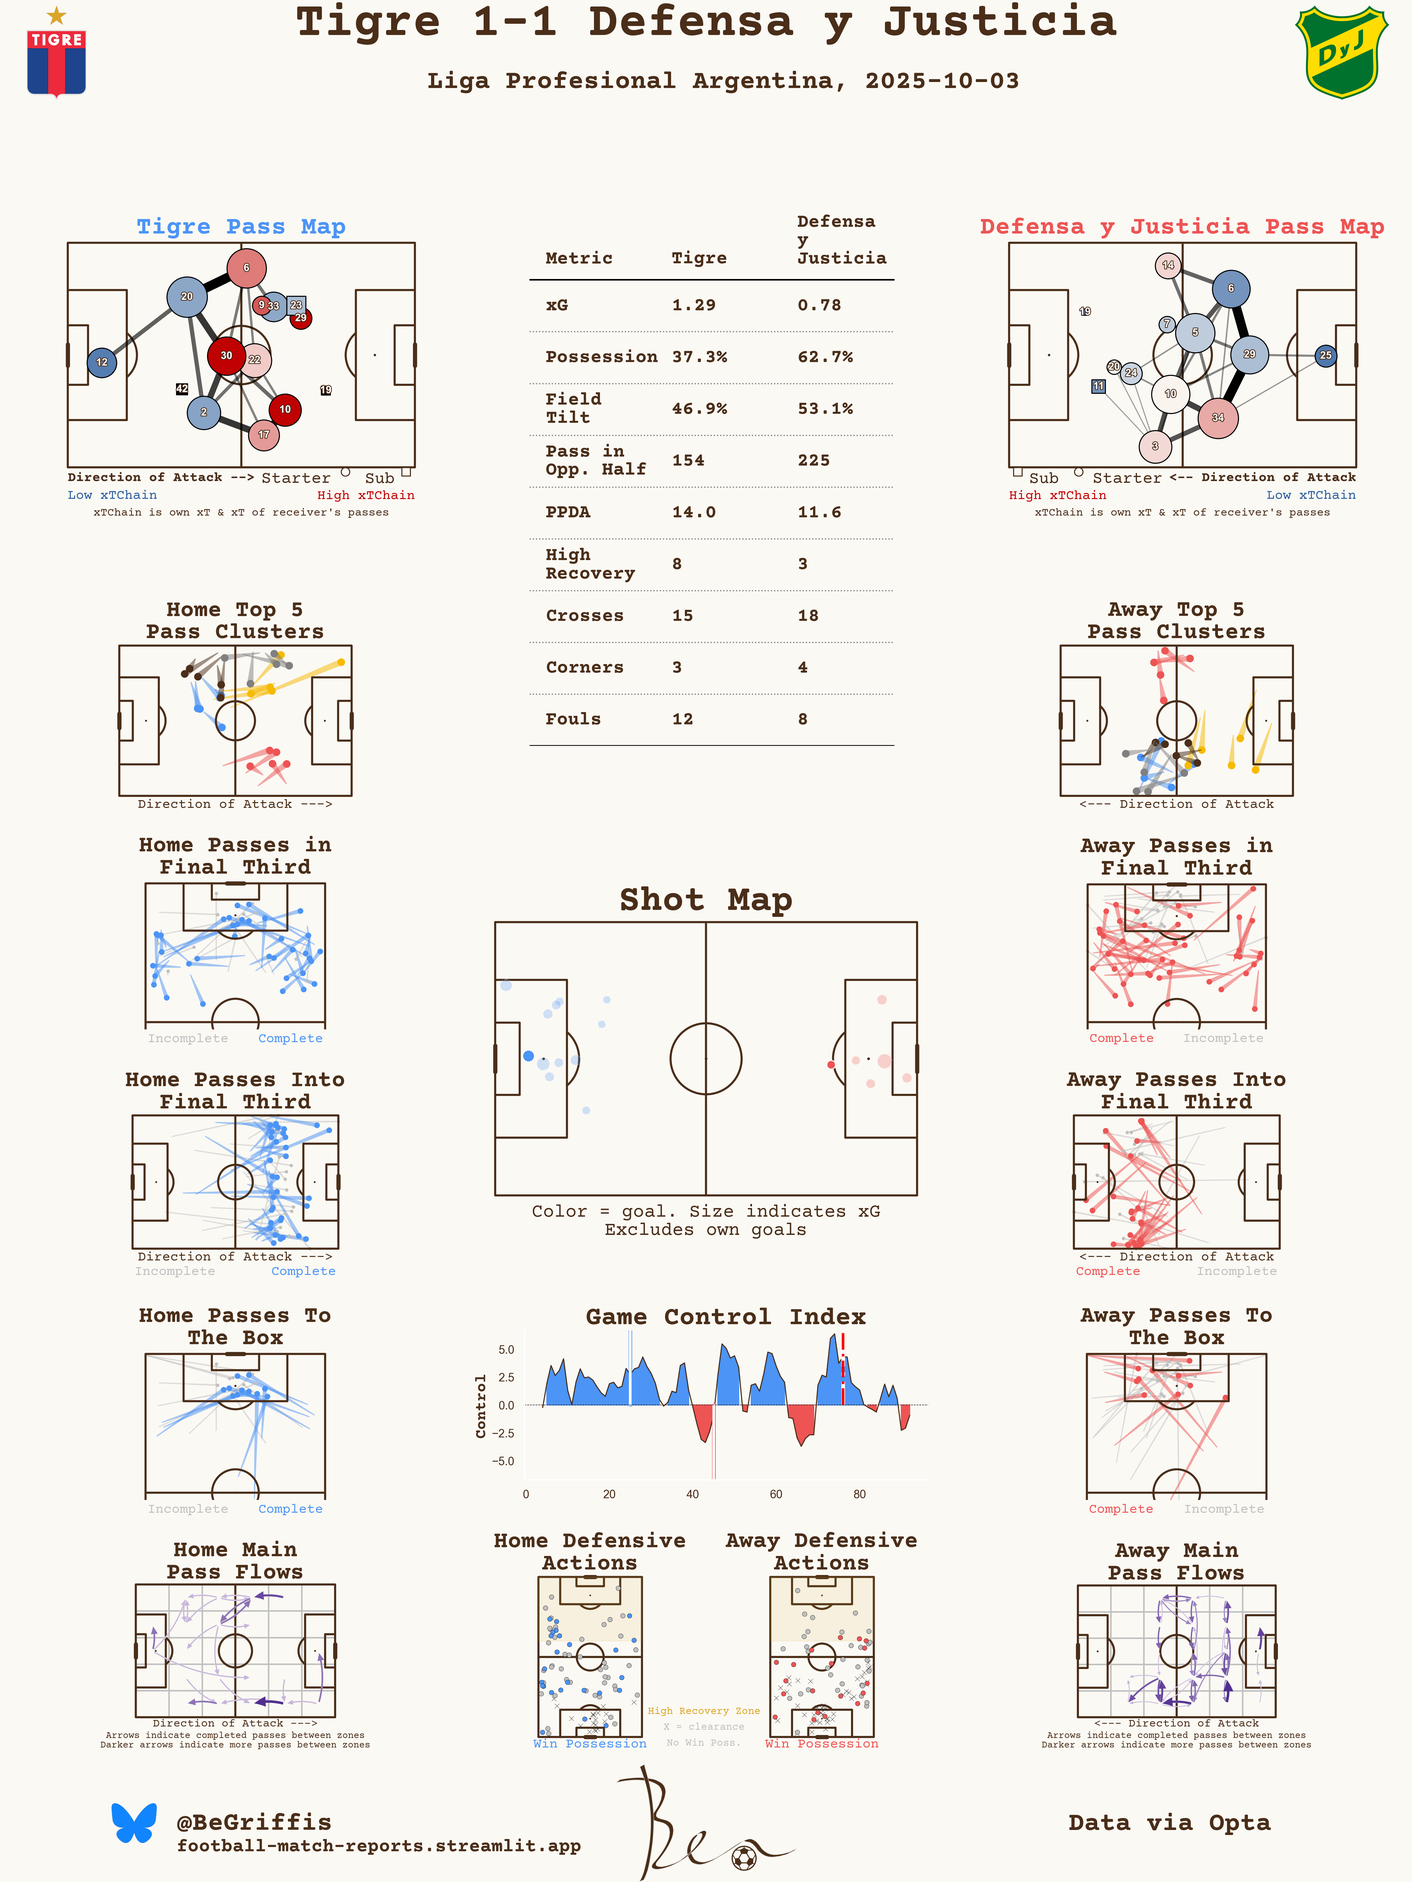 Tigre 1-1 Defensa y Justicia
Liga Profesional Argentina, 2025-10-03
TIGRE
DyJ
Tigre Pass Map
6
20
9
33
23
29
12
30
22
42
19
2
10
17
Direction of Attack --> Starter Sub
Low xTChain High xTChain
xTChain is own xT & xT of receiver's passes
Defensa
y
Metric Tigre Justicia
xG 1.29 0.78
Possession 37.3% 62.7%
Field
Tilt 46.9% 53.1%
Pass in
Opp. Half 154 225
PPDA 14.0 11.6
High
Recovery 8 3
Crosses 15 18
Corners 3 4
Fouls 12 8
Defensa y Justicia Pass Map
14
6
19
7
5
29
25
20
24
11
10
34
3
Sub Starter <-- Direction of Attack
High xTChain Low xTChain
xTChain is own xT & xT of receiver's passes
Home Top 5
Pass Clusters
Direction of Attack --->
Away Top 5
Pass Clusters
<--- Direction of Attack
Home Passes in
Final Third
Incomplete Complete
Away Passes in
Final Third
Complete Incomplete
Shot Map
Color = goal. Size indicates xG
Excludes own goals
Home Passes Into
Final Third
Direction of Attack --->
Incomplete Complete
Away Passes Into
Final Third
<--- Direction of Attack
Complete Incomplete
Home Passes To
The Box
Incomplete Complete
Game Control Index
Control
5.0
2.5
0.0
−2.5
−5.0
0 20 40 60 80
Away Passes To
The Box
Complete Incomplete
Home Main
Pass Flows
Direction of Attack --->
Arrows indicate completed passes between zones
Darker arrows indicate more passes between zones
Home Defensive
Actions
Win Possession
Away Defensive
Actions
Win Possession
High Recovery Zone
X = clearance
No Win Poss.
Away Main
Pass Flows
<--- Direction of Attack
Arrows indicate completed passes between zones
Darker arrows indicate more passes between zones
@BeGriffis
football-match-reports.streamlit.app
Ben
Data via Opta